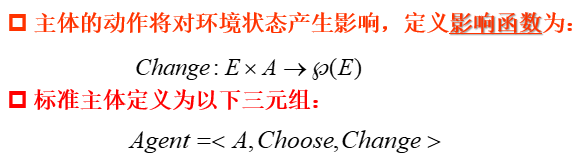 主体的动作将对环境状态产生影响，定义影响函数为：
Change : E × A → ℘(E)
标准主体定义为以下三元组：
Agent =< A, Choose, Change >